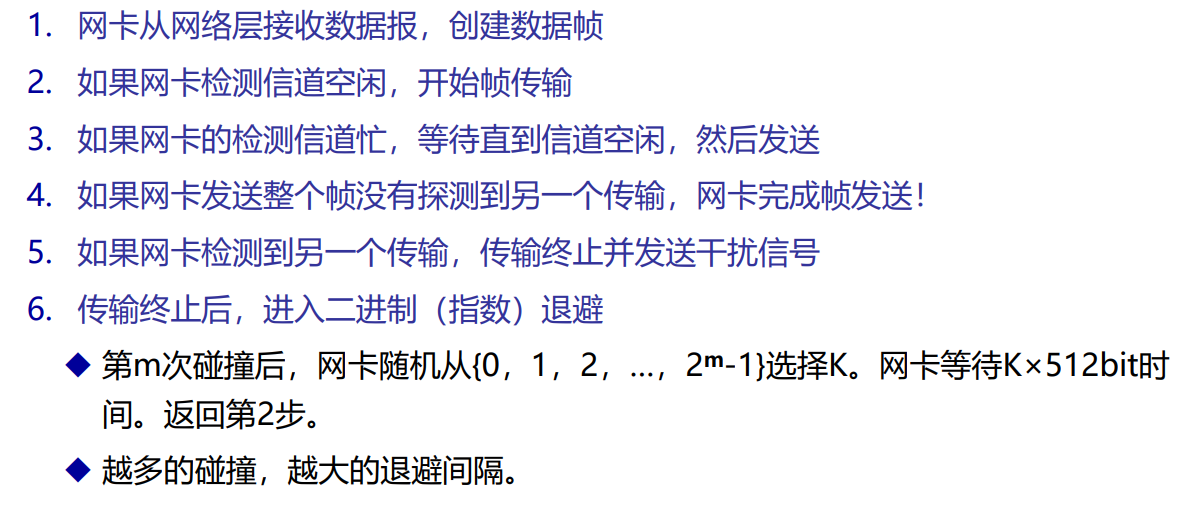 1. 网卡从网络层接收数据报，创建数据帧
2. 如果网卡检测信道空闲，开始帧传输
3. 如果网卡的检测信道忙，等待直到信道空闲，然后发送
4. 如果网卡发送整个帧没有探测到另一个传输，网卡完成帧发送！
5. 如果网卡检测到另一个传输，传输终止并发送干扰信号
6. 传输终止后，进入二进制（指数）退避
◆ 第m次碰撞后，网卡随机从{0，1，2，…，2ᵐ-1}选择K。网卡等待K×512bit时
间。返回第2步。
◆ 越多的碰撞，越大的退避间隔。